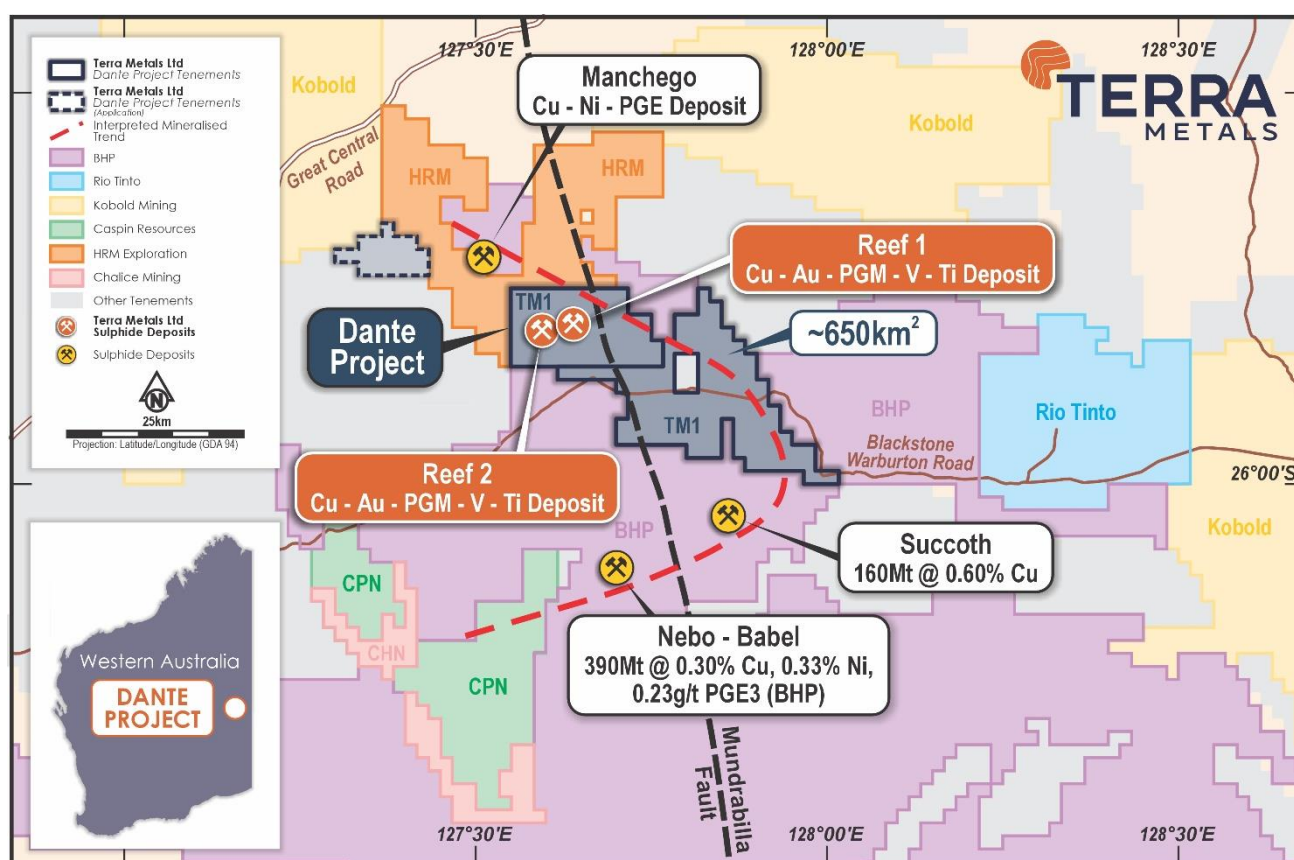 127°30'E
128°00'E
128°30'E
TERRA
METALS
Terra Metals Ltd
Dante Project Tenements
Terra Metals Ltd
Dante Project Tenements
(Application)
Interpreted Mineralised
Trend
BHP
Rio Tinto
Kobold Mining
Caspin Resources
HRM Exploration
Chalice Mining
Other Tenements
Terra Metals Ltd
Sulphide Deposits
Sulphide Deposits
N
25km
Projection: Latitude/Longitude (GDA 94)
Kobold
Great Central
Road
HRM
Manchego
Cu - Ni - PGE Deposit
HRM
Kobold
Reef 1
Cu - Au - PGM - V - Ti Deposit
TM1
Dante
Project
~650km²
TM1
BHP
Rio Tinto
Blackstone
Warburton Road
26°00'S
Reef 2
Cu - Au - PGM - V - Ti Deposit
BHP
Kobold
Succoth
160Mt @ 0.60% Cu
CPN
CHN
CPN
Nebo - Babel
390Mt @ 0.30% Cu, 0.33% Ni,
0.23g/t PGE3 (BHP)
Mundrabilla
Fault
Western Australia
DANTE
PROJECT
127°30'E
128°00'E
128°30'E